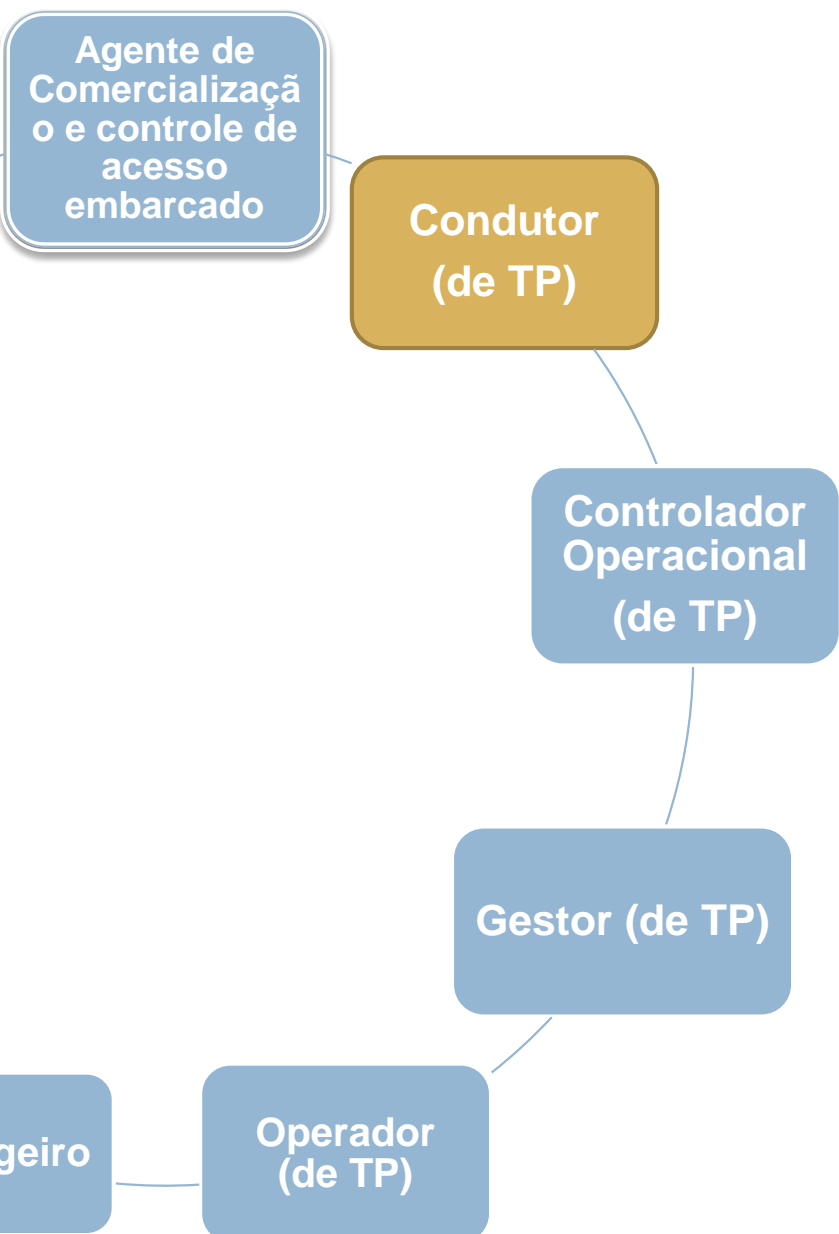 Agente de
Comercializaçã
o e controle de
acesso
embarcado
Condutor
(de TP)
Controlador
Operacional
(de TP)
Gestor (de TP)
Operador
(de TP)
geiro